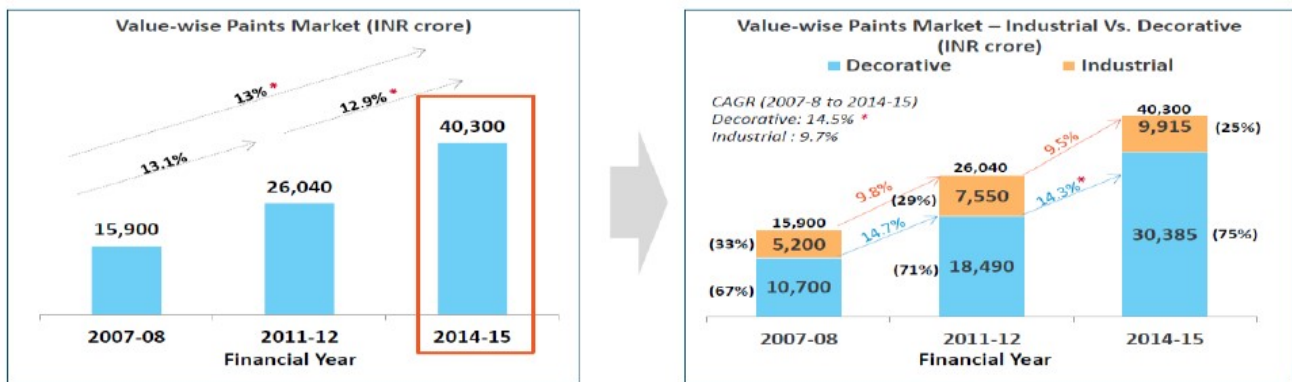 Value-wise Paints Market (INR crore)
13% *
12.9% *
13.1%
40,300
26,040
15,900
2007-08 2011-12 2014-15
Financial Year
Value-wise Paints Market – Industrial Vs. Decorative
(INR crore)
Decorative Industrial
CAGR (2007-8 to 2014-15)
Decorative: 14.5% *
Industrial : 9.7%
40,300
9,915 (25%)
9.5%
26,040
9.8%
(29%) 7,550
14.3% *
15,900
14.7%
(33%) 5,200
30,385 (75%)
(71%) 18,490
(67%) 10,700
2007-08 2011-12 2014-15
Financial Year